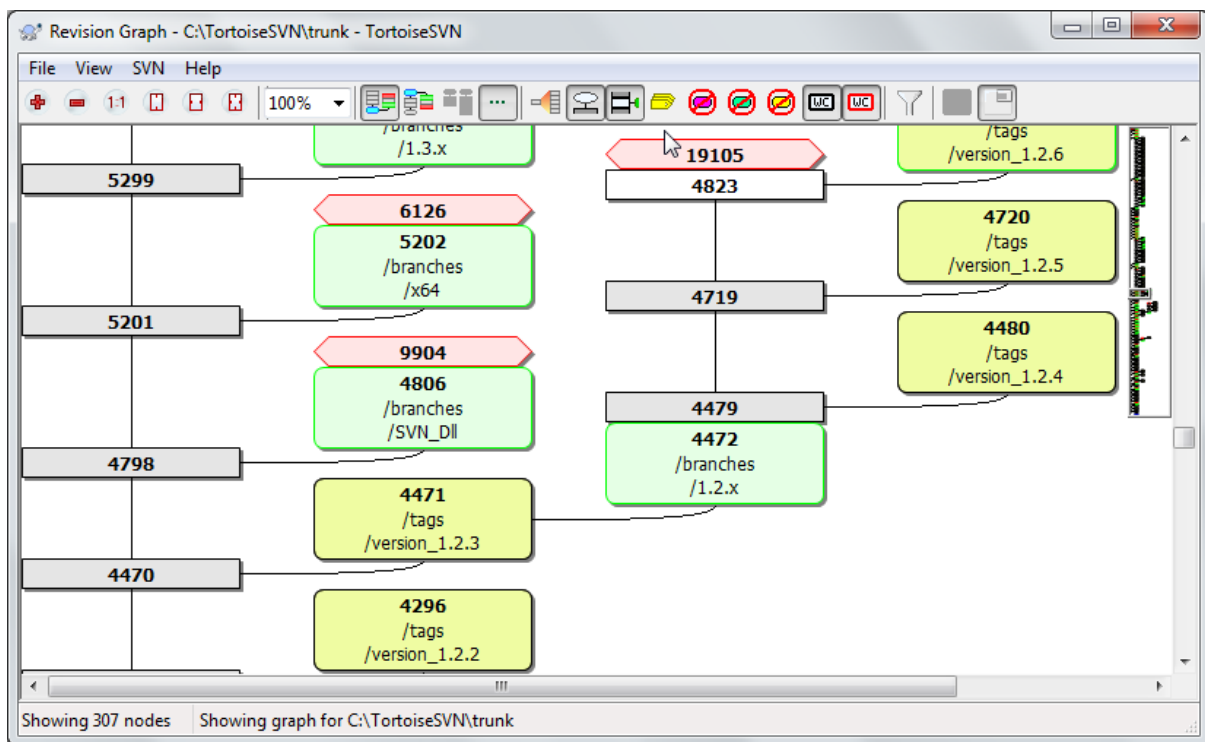 Revision Graph - C:\TortoiseSVN\trunk - TortoiseSVN
File View SVN Help
1:1 100% WC WC
/branches
/1.3.x
5299
6126
5202
/branches
/x64
5201
9904
4806
/branches
/SVN_Dll
4798
4471
/tags
/version_1.2.3
4470
4296
/tags
/version_1.2.2
19105
4823
4719
4479
4472
/branches
/1.2.x
/tags
/version_1.2.6
4720
/tags
/version_1.2.5
4480
/tags
/version_1.2.4
Showing 307 nodes Showing graph for C:\TortoiseSVN\trunk